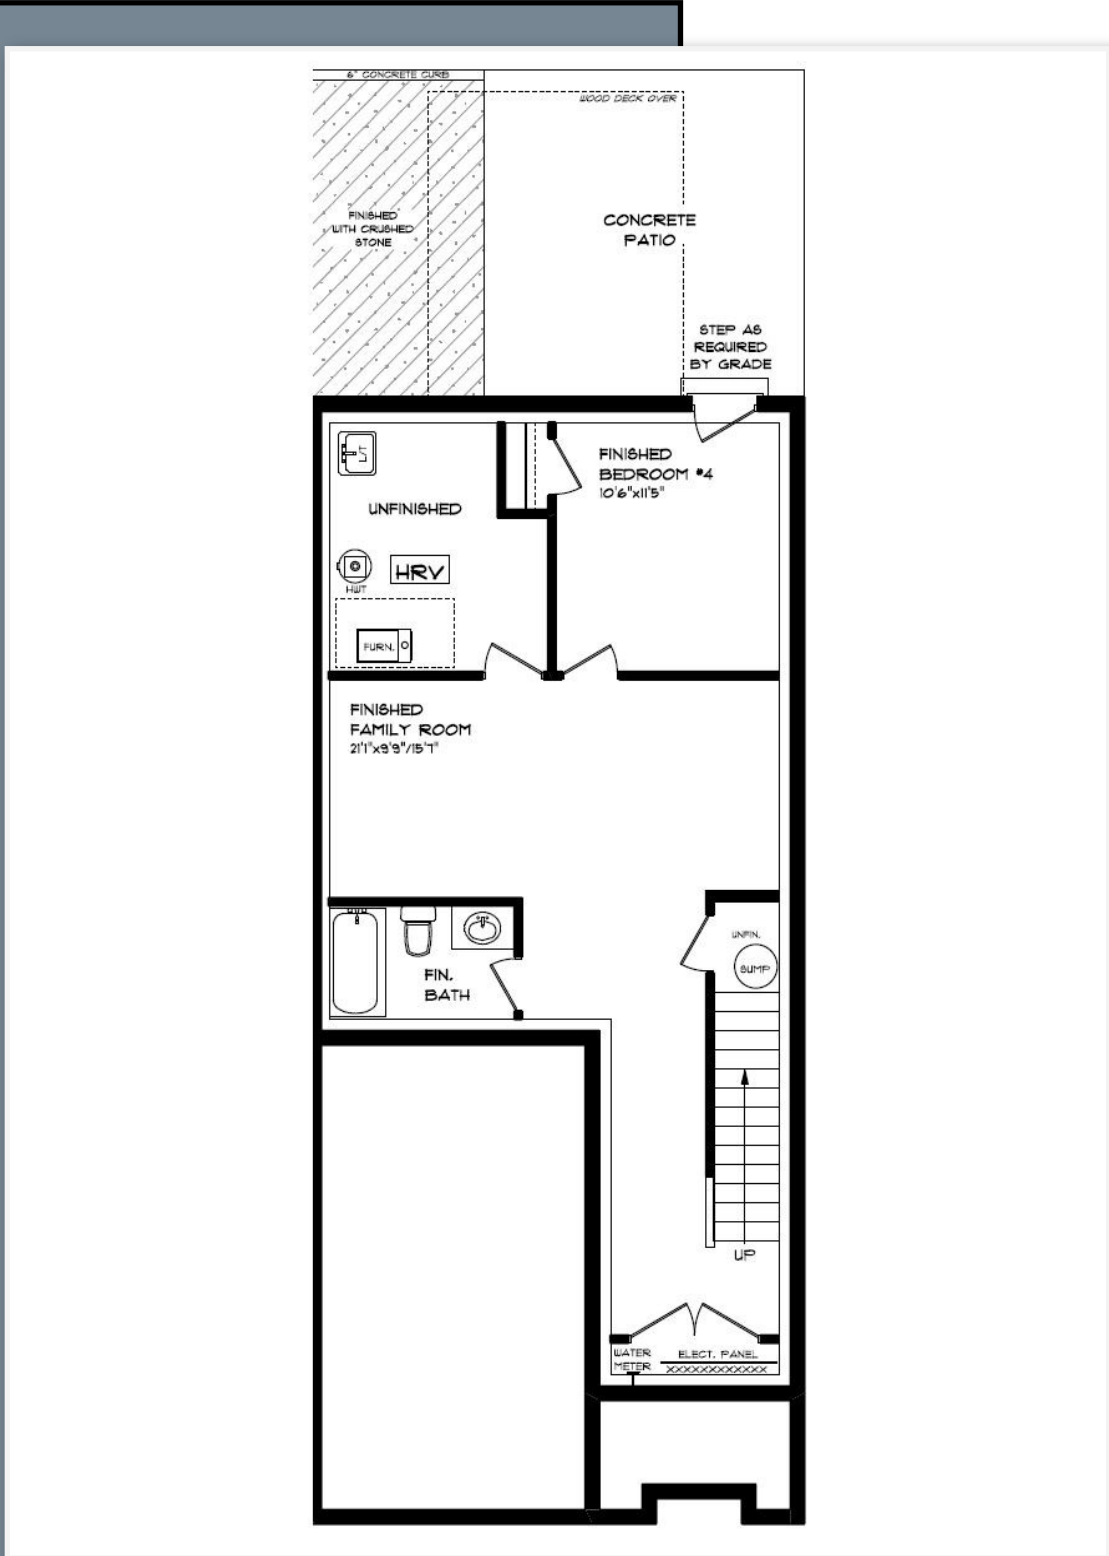 6" CONCRETE CURB
WOOD DECK OVER
FINISHED
WITH CRUSHED
STONE
CONCRETE
PATIO
STEP AS
REQUIRED
BY GRADE
L/T
FINISHED
BEDROOM #4
10'6"x11'5"
UNFINISHED
HRV
HWT
FURN.
FINISHED
FAMILY ROOM
21'1"x9'9"/15'7"
UNFIN.
SUMP
FIN.
BATH
UP
WATER
METER
ELECT. PANEL